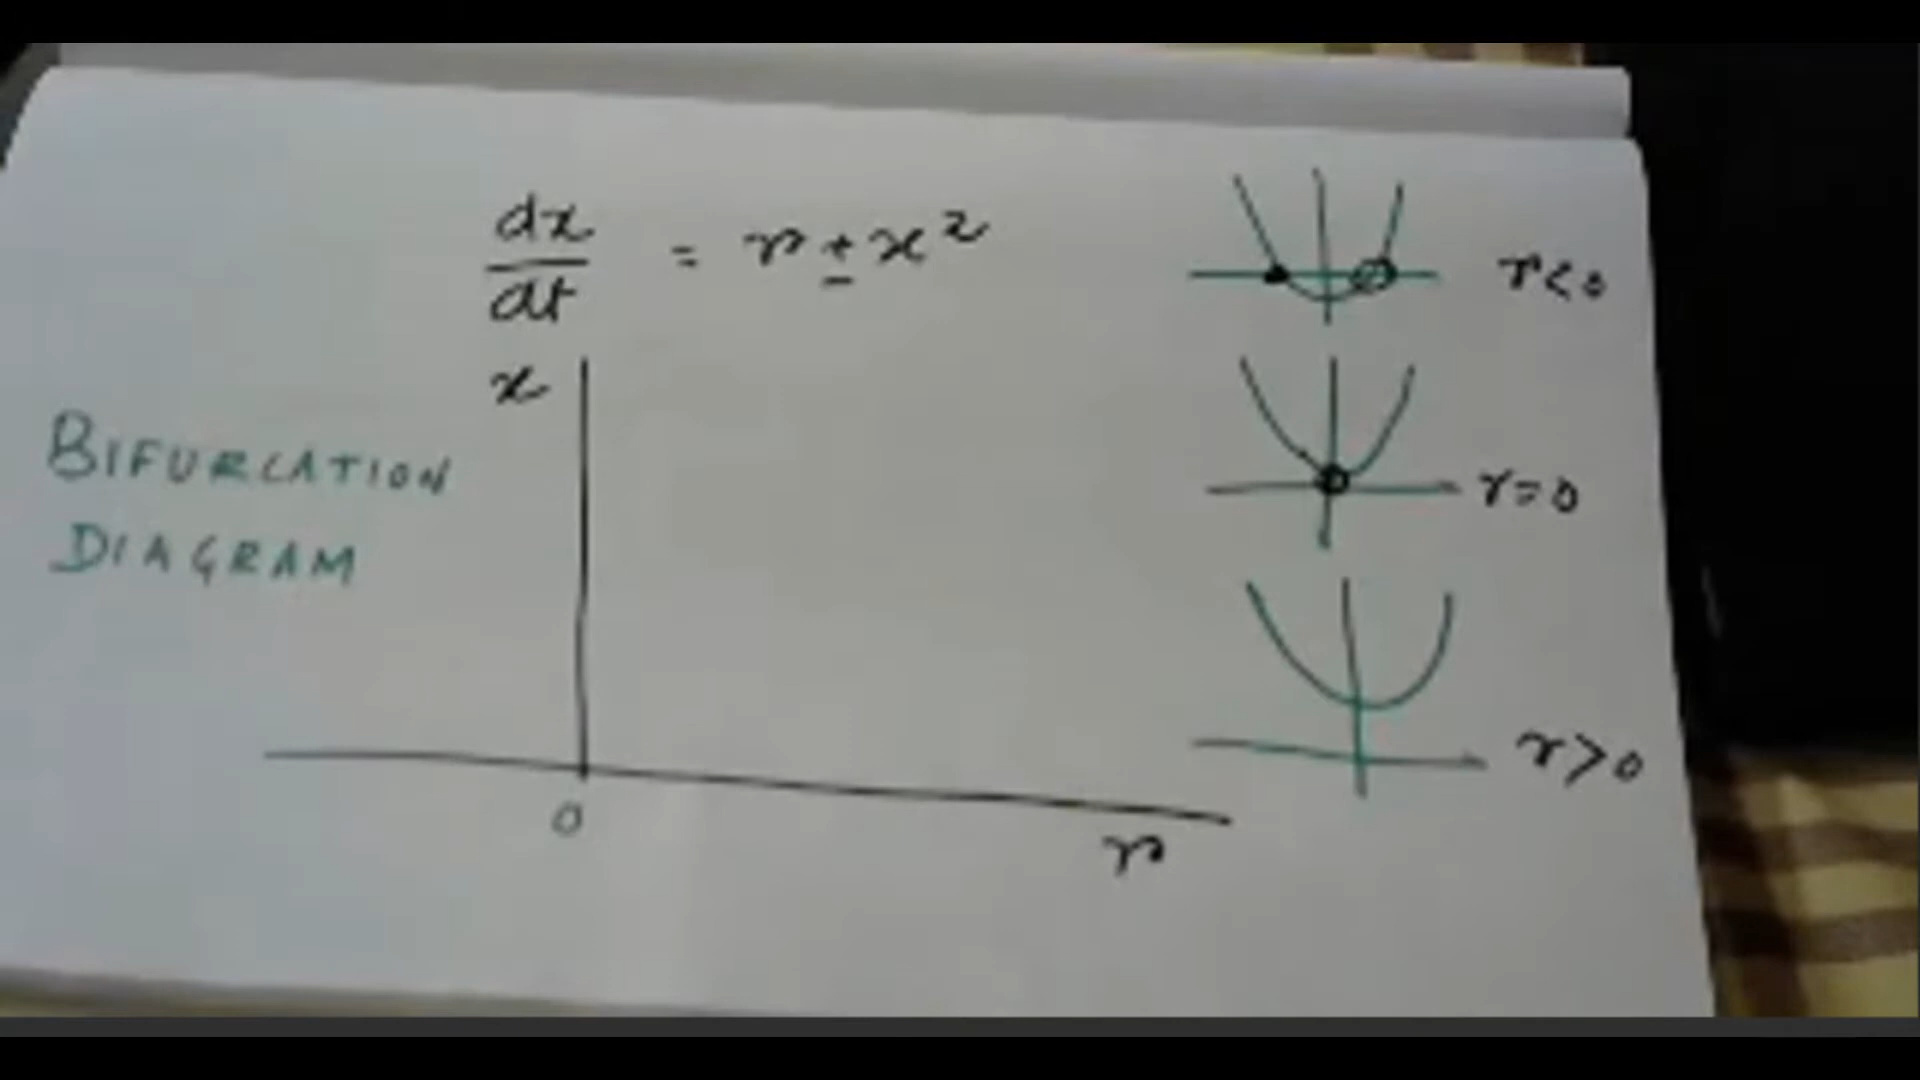 dx/dt = r ± x²
x
BIFURCATION
DIAGRAM
0
r
r<0
r=0
r>0